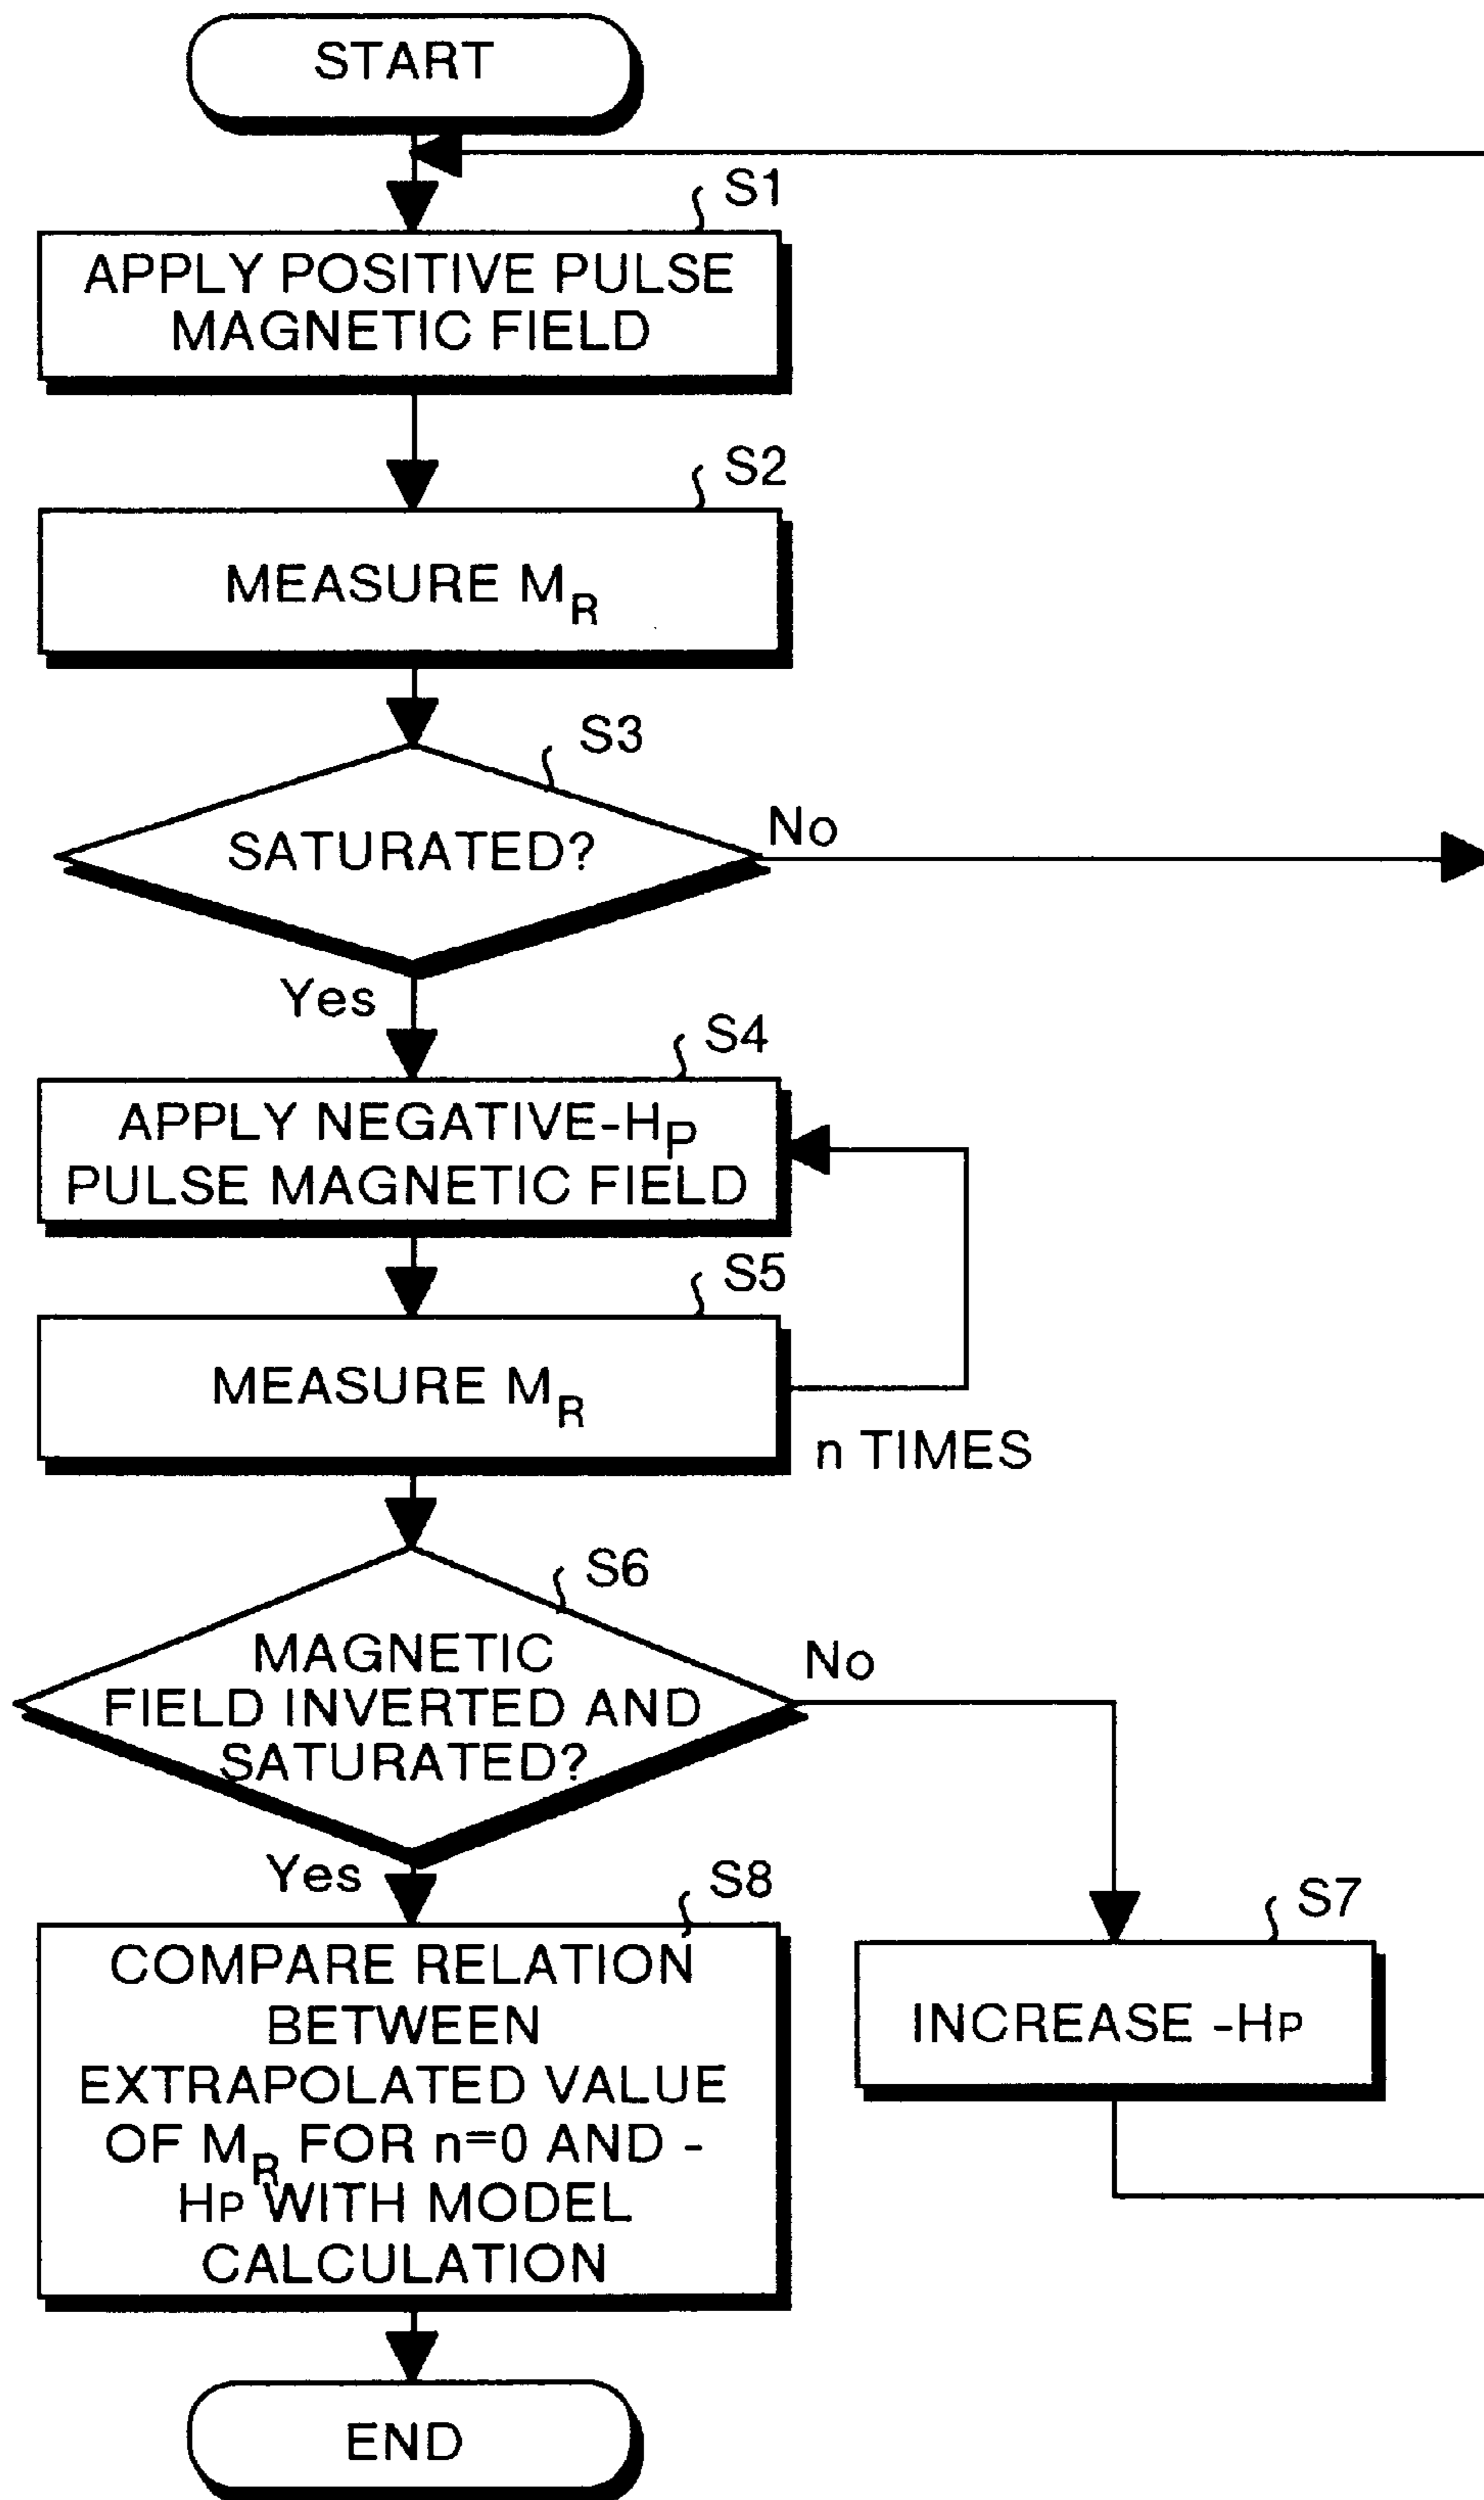 START
S1
APPLY POSITIVE PULSE
MAGNETIC FIELD
S2
MEASURE MR
S3
SATURATED?
No
Yes
S4
APPLY NEGATIVE-HP
PULSE MAGNETIC FIELD
S5
MEASURE MR
n TIMES
S6
MAGNETIC
FIELD INVERTED AND
SATURATED?
No
Yes
S8
COMPARE RELATION
BETWEEN
EXTRAPOLATED VALUE
OF MR FOR n=0 AND -
HP WITH MODEL
CALCULATION
S7
INCREASE -HP
END